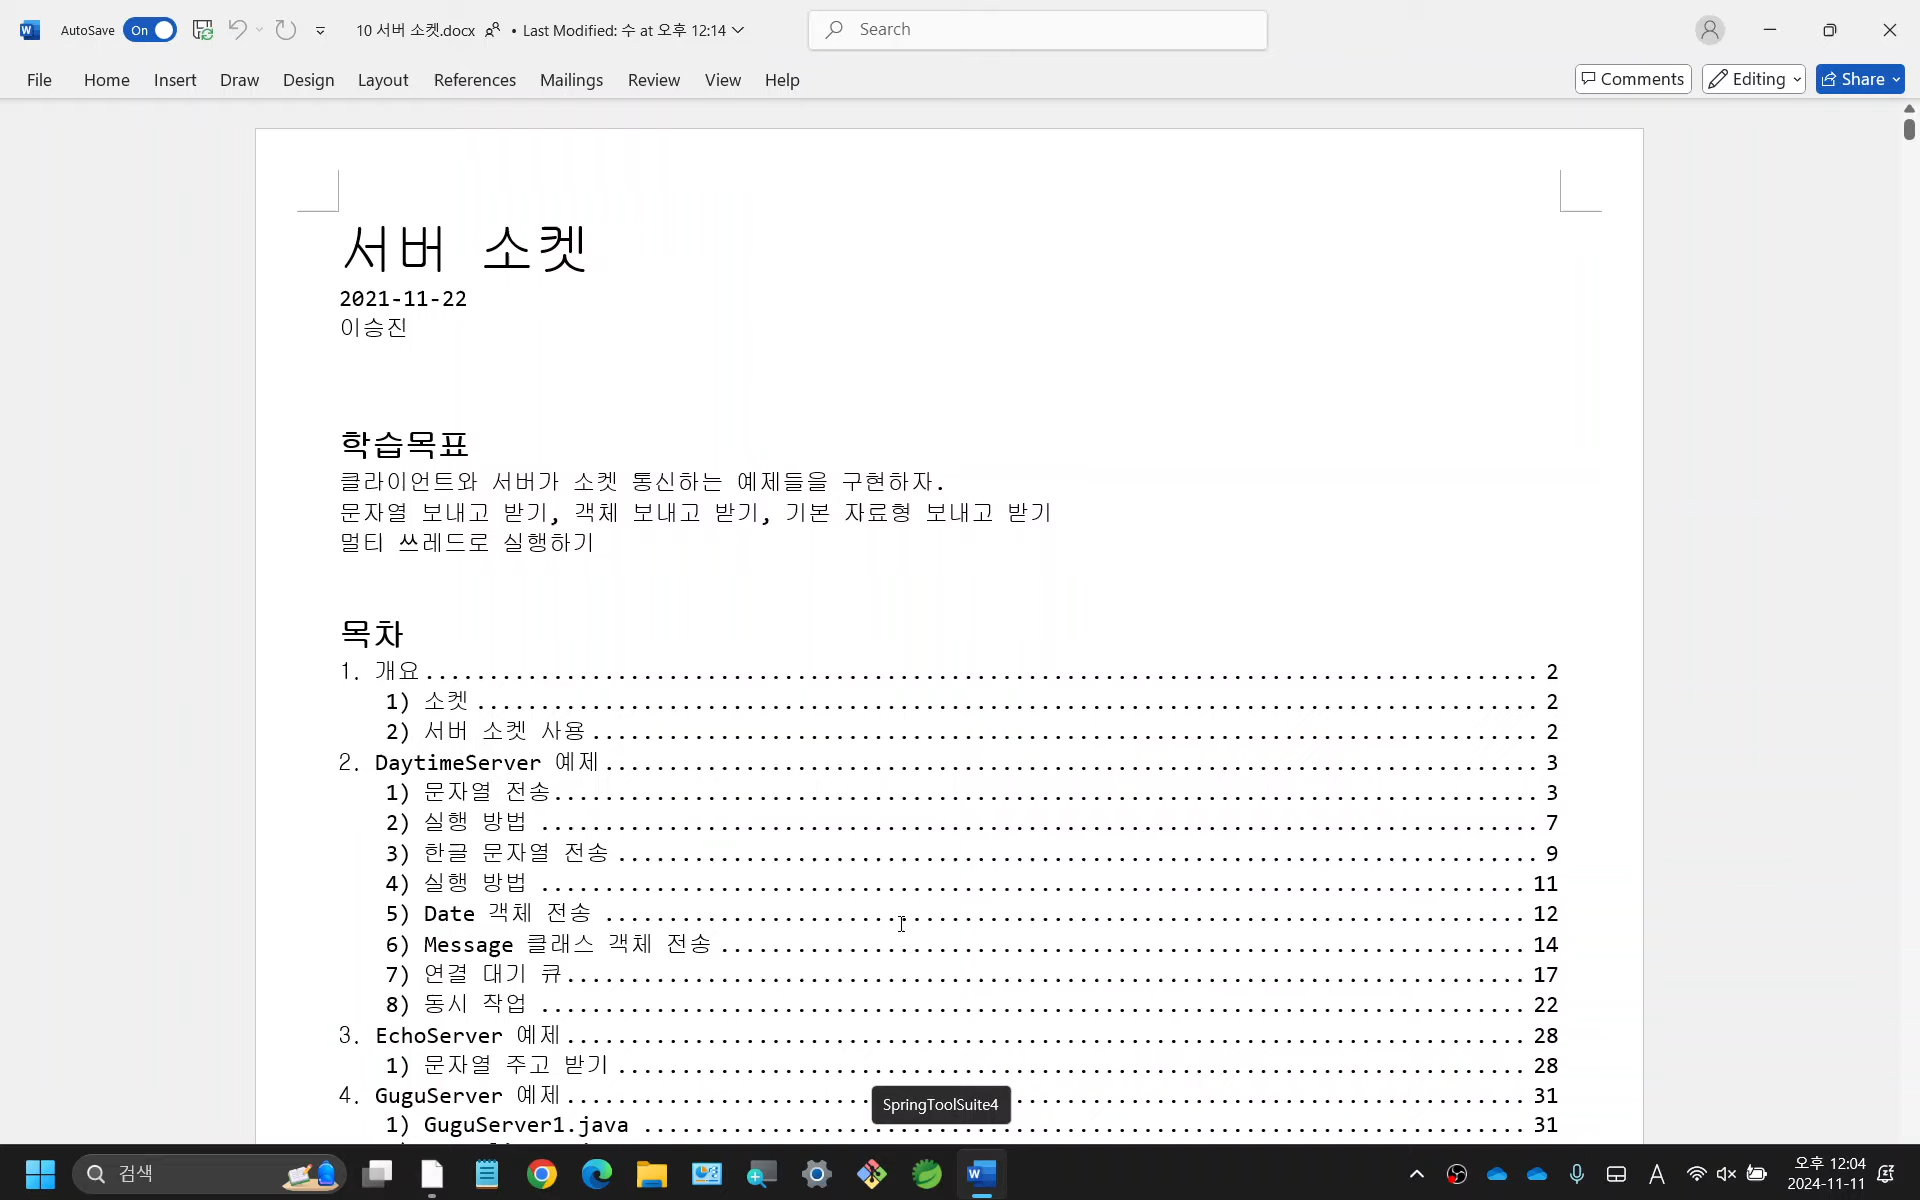 AutoSave On 10 서버 소켓.docx • Last Modified: 수 at 오후 12:14 Search
File Home Insert Draw Design Layout References Mailings Review View Help Comments Editing Share
서버 소켓
2021-11-22
이승진
학습목표
클라이언트와 서버가 소켓 통신하는 예제들을 구현하자.
문자열 보내고 받기, 객체 보내고 받기, 기본 자료형 보내고 받기
멀티 쓰레드로 실행하기
목차
1. 개요 2
1) 소켓 2
2) 서버 소켓 사용 2
2. DaytimeServer 예제 3
1) 문자열 전송 3
2) 실행 방법 7
3) 한글 문자열 전송 9
4) 실행 방법 11
5) Date 객체 전송 12
6) Message 클래스 객체 전송 14
7) 연결 대기 큐 17
8) 동시 작업 22
3. EchoServer 예제 28
1) 문자열 주고 받기 28
4. GuguServer 예제 31
SpringToolSuite4
1) GuguServer1.java 31
검색 A 오후 12:04
2024-11-11